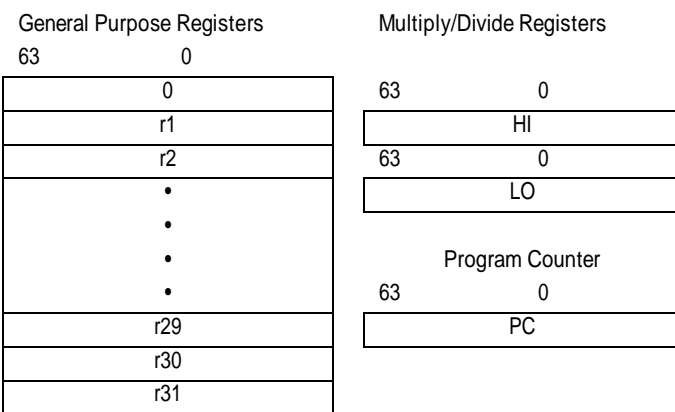 General Purpose Registers
63 0
0
r1
r2
•
•
•
•
r29
r30
r31
Multiply/Divide Registers
63 0
HI
63 0
LO
Program Counter
63 0
PC